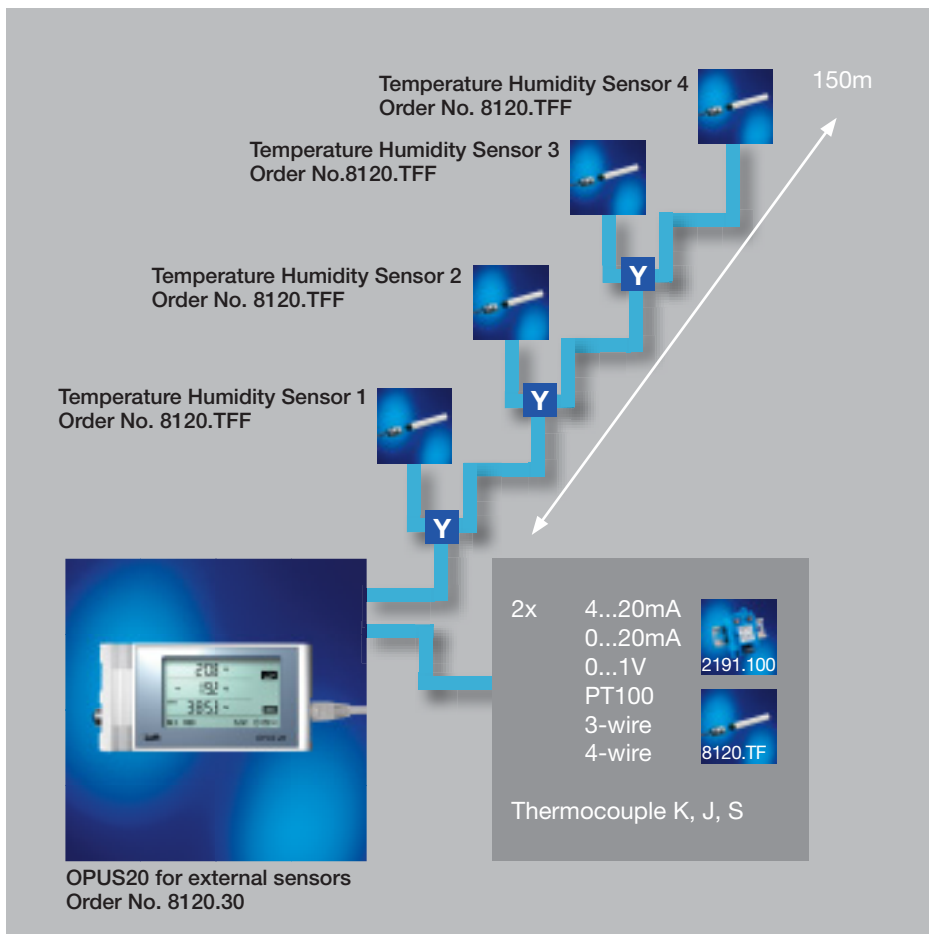 150m
Temperature Humidity Sensor 4
Order No. 8120.TFF
Temperature Humidity Sensor 3
Order No.8120.TFF
Temperature Humidity Sensor 2
Order No. 8120.TFF
Temperature Humidity Sensor 1
Order No. 8120.TFF
Y
Y
Y
2x 4...20mA
0...20mA
0...1V
PT100
3-wire
4-wire
2191.100
8120.TF
Thermocouple K, J, S
OPUS20 for external sensors
Order No. 8120.30